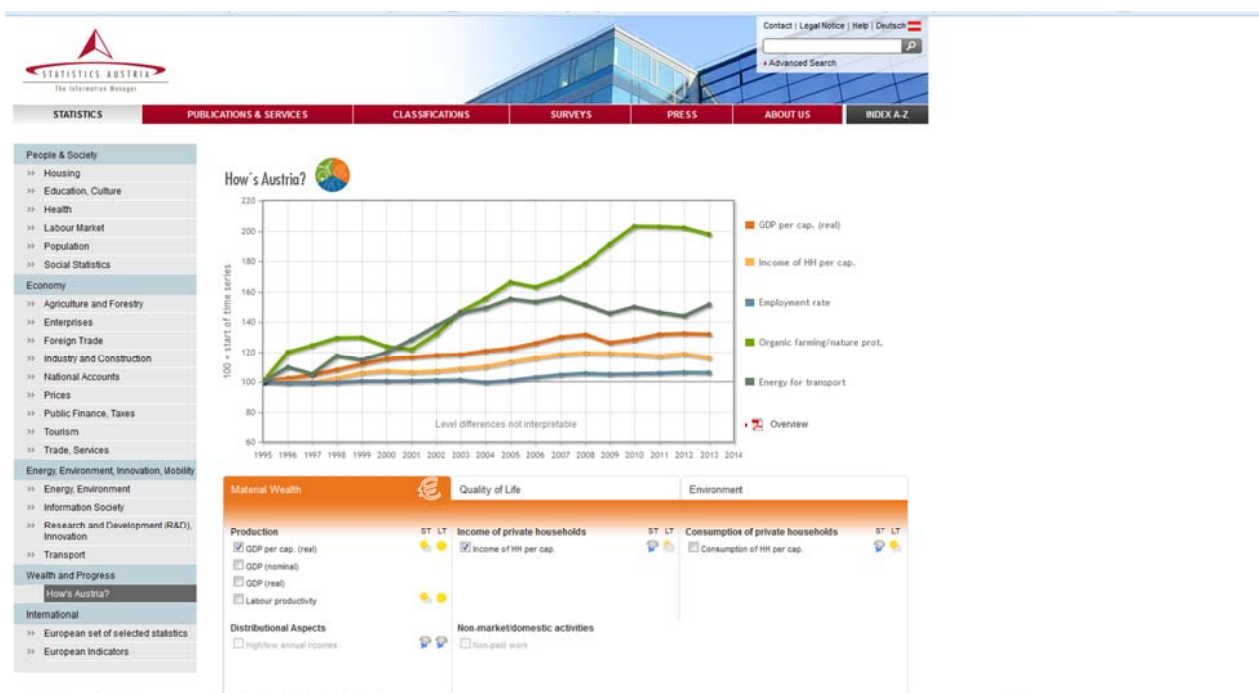 Contact | Legal Notice | Help | Deutsch
STATISTICS AUSTRIA
The Information Manager
Advanced Search
STATISTICS PUBLICATIONS & SERVICES CLASSIFICATIONS SURVEYS PRESS ABOUT US INDEX A-Z
People & Society
Housing
Education, Culture
Health
Labour Market
Population
Social Statistics
Economy
Agriculture and Forestry
Enterprises
Foreign Trade
Industry and Construction
National Accounts
Prices
Public Finance, Taxes
Tourism
Trade, Services
Energy, Environment, Innovation, Mobility
Energy, Environment
Information Society
Research and Development (R&D),
Innovation
Transport
Wealth and Progress
How's Austria?
International
European set of selected statistics
European Indicators
How´s Austria?
220
200
180
160
140
120
100
80
60
100 = start of time series
Level differences not interpretable
1995 1996 1997 1998 1999 2000 2001 2002 2003 2004 2005 2006 2007 2008 2009 2010 2011 2012 2013 2014
GDP per cap. (real)
Income of HH per cap.
Employment rate
Organic farming/nature prot.
Energy for transport
Overview
Material Wealth Quality of Life Environment
Production ST LT Income of private households ST LT Consumption of private households ST LT
GDP per cap. (real) Income of HH per cap. Consumption of HH per cap.
GDP (nominal)
GDP (real)
Labour productivity
Distributional Aspects Non-market/domestic activities
High/low annual incomes Non-paid work